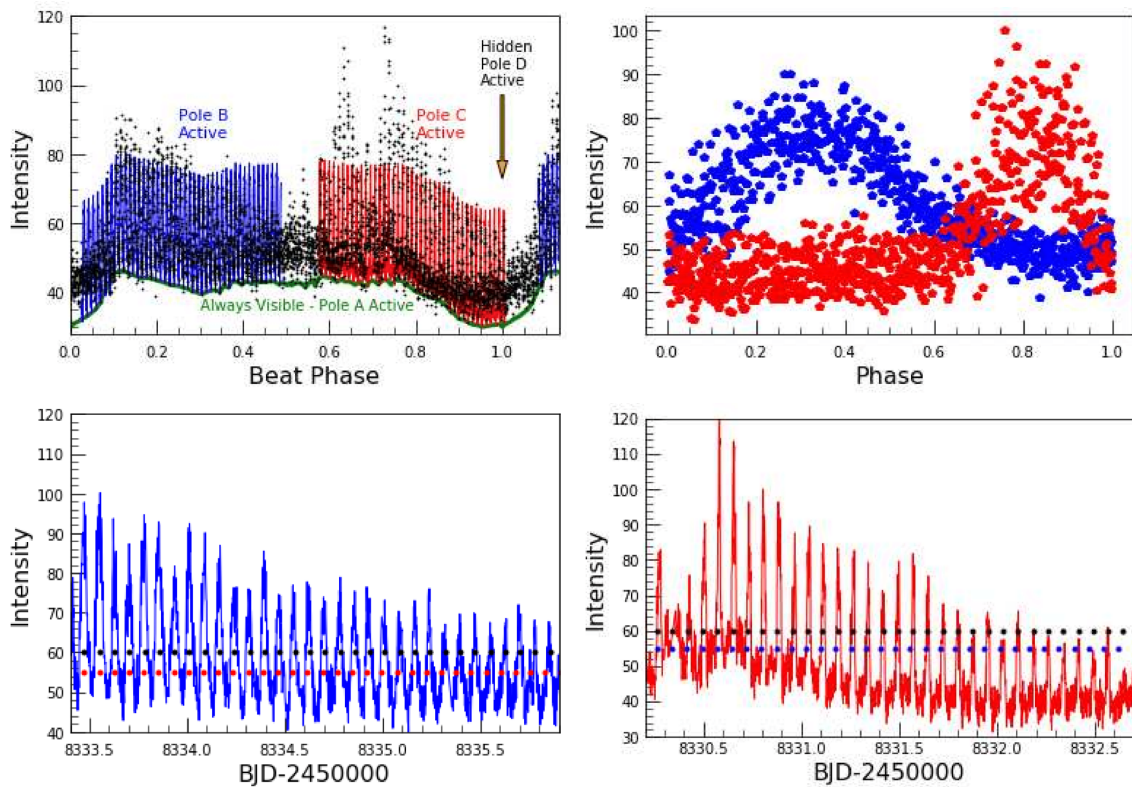 120
100
80
60
40
Intensity
Pole B
Active
Pole C
Active
Hidden
Pole D
Active
Always Visible - Pole A Active
0.0 0.2 0.4 0.6 0.8 1.0
Beat Phase
100
90
80
70
60
50
40
Intensity
0.0 0.2 0.4 0.6 0.8 1.0
Phase
120
110
100
90
80
70
60
50
40
Intensity
8333.5 8334.0 8334.5 8335.0 8335.5
BJD-2450000
120
110
100
90
80
70
60
50
40
30
Intensity
8330.5 8331.0 8331.5 8332.0 8332.5
BJD-2450000